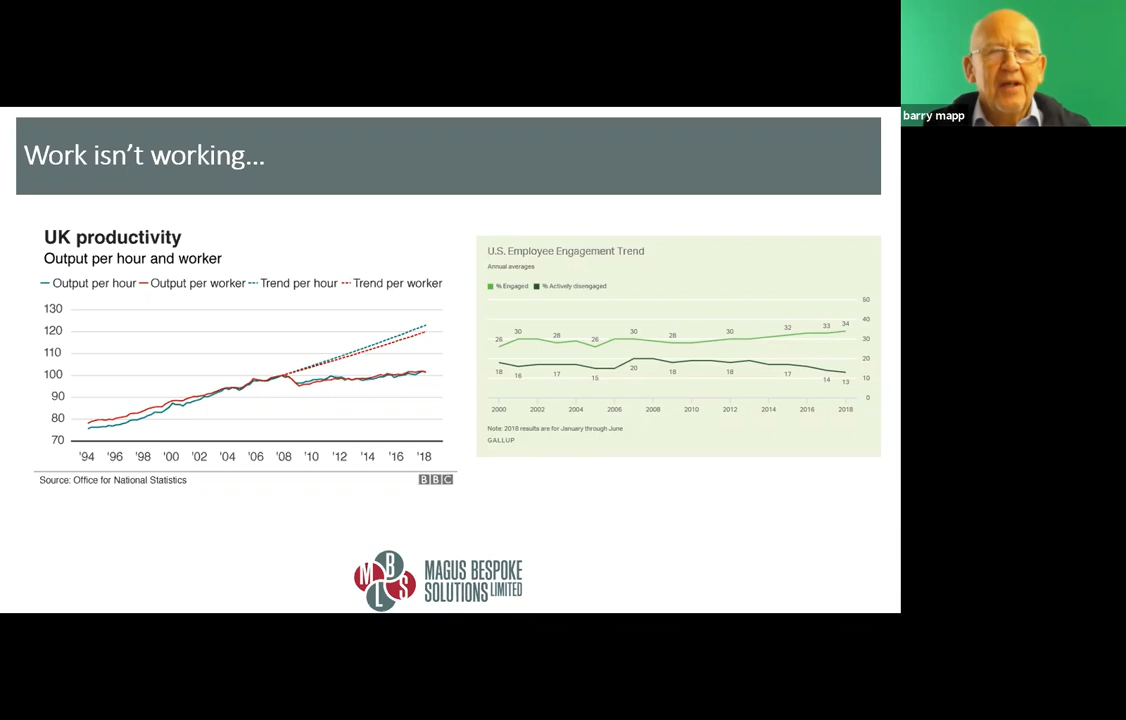 barry mapp
Work isn't working...
UK productivity
Output per hour and worker
Output per hour Output per worker Trend per hour Trend per worker
130
120
110
100
90
80
70
'94 '96 '98 '00 '02 '04 '06 '08 '10 '12 '14 '16 '18
Source: Office for National Statistics
BBC
U.S. Employee Engagement Trend
Annual averages
% Engaged % Actively disengaged
50
40
30
20
10
0
26 30 28 26 30 28 30 32 33 34
18 16 17 15 20 18 18 17 14 13
2000 2002 2004 2006 2008 2010 2012 2014 2016 2018
Note: 2018 results are for January through June
GALLUP
M B L S
MAGUS BESPOKE
SOLUTIONS LIMITED